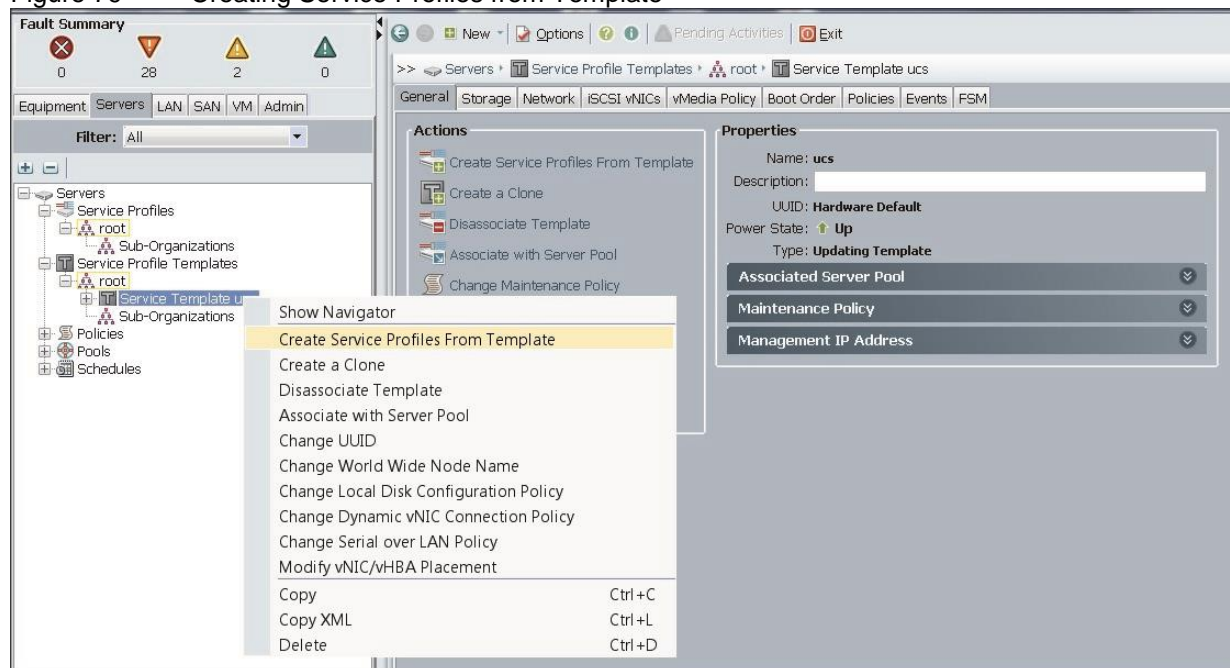 Creating Service Profiles from Template
Fault Summary
0 28 2 0
New Options Pending Activities Exit
>> Servers Service Profile Templates root Service Template ucs
Equipment Servers LAN SAN VM Admin
Filter: All
Servers
Service Profiles
root
Sub-Organizations
Service Profile Templates
root
Service Template u
Sub-Organizations
Policies
Pools
Schedules
General Storage Network iSCSI vNICs vMedia Policy Boot Order Policies Events FSM
Actions
Create Service Profiles From Template
Create a Clone
Disassociate Template
Associate with Server Pool
Change Maintenance Policy
Properties
Name: ucs
Description:
UUID: Hardware Default
Power State: Up
Type: Updating Template
Associated Server Pool
Maintenance Policy
Management IP Address
Show Navigator
Create Service Profiles From Template
Create a Clone
Disassociate Template
Associate with Server Pool
Change UUID
Change World Wide Node Name
Change Local Disk Configuration Policy
Change Dynamic vNIC Connection Policy
Change Serial over LAN Policy
Modify vNIC/vHBA Placement
Copy Ctrl+C
Copy XML Ctrl+L
Delete Ctrl+D